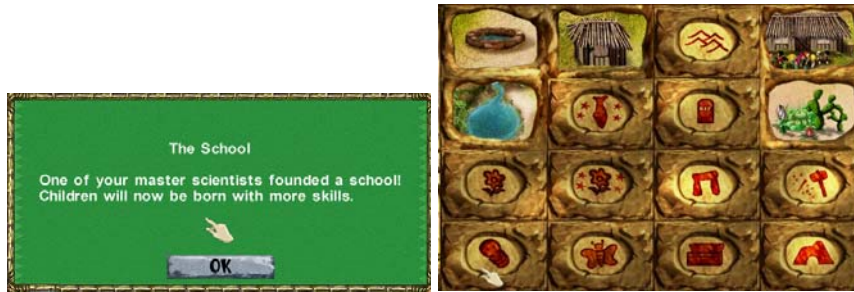 The School
One of your master scientists founded a school!
Children will now be born with more skills.
OK